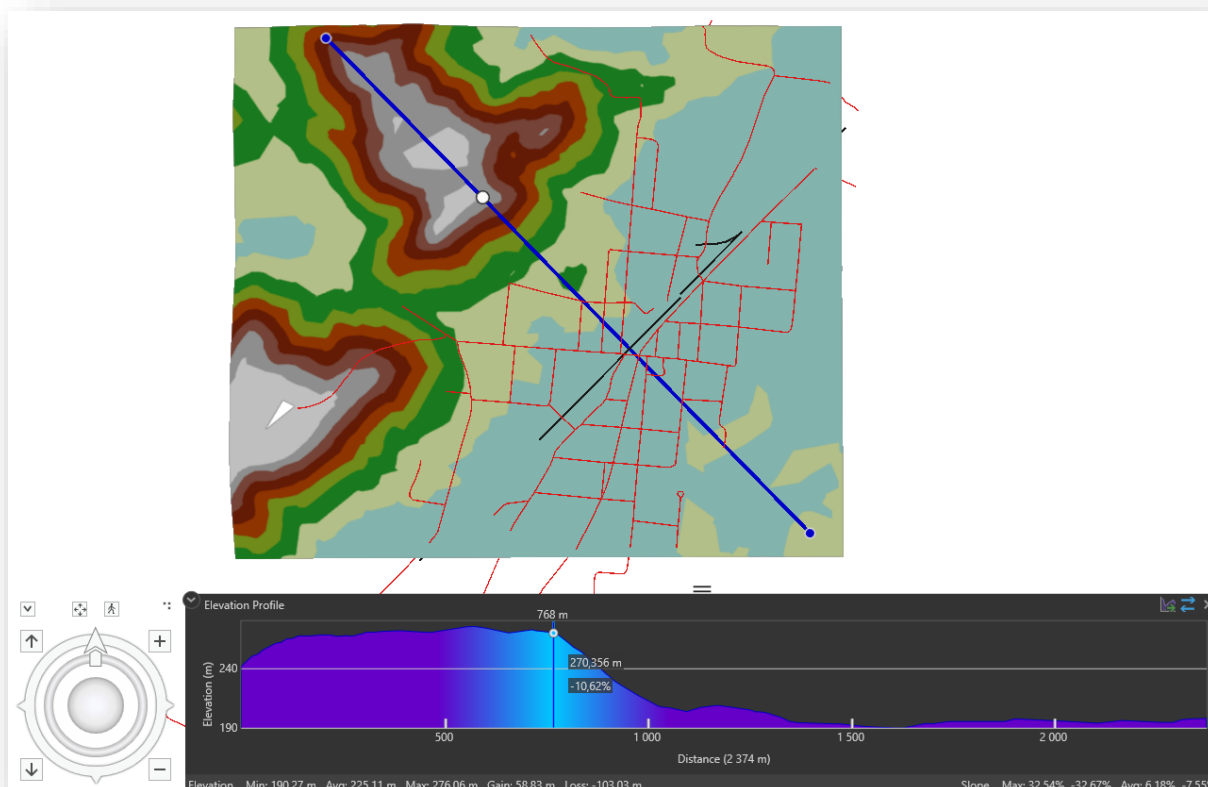 Elevation Profile
768 m
270,356 m
-10,62%
Elevation (m)
240
190
500
1 000
1 500
2 000
Distance (2 374 m)
Elevation Min: 190,27 m Avg: 225,11 m Max: 276,06 m Gain: 58,83 m Loss: -103,03 m
Slope Max: 32,54%, -32,67% Avg: 6,18%, -7,55%